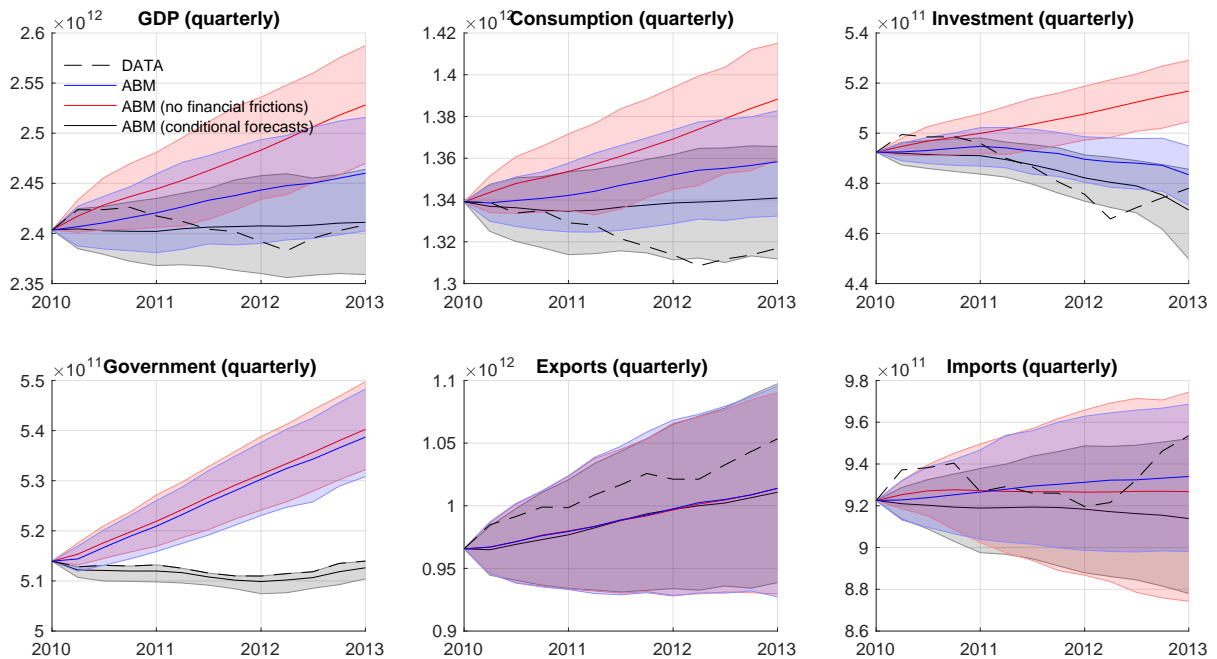 ×10^12 GDP (quarterly)
2.6
2.55
2.5
2.45
2.4
2.35
DATA
ABM
ABM (no financial frictions)
ABM (conditional forecasts)
2010 2011 2012 2013
×10^12 Consumption (quarterly)
1.42
1.4
1.38
1.36
1.34
1.32
1.3
2010 2011 2012 2013
×10^11 Investment (quarterly)
5.4
5.2
5
4.8
4.6
4.4
2010 2011 2012 2013
×10^11 Government (quarterly)
5.5
5.4
5.3
5.2
5.1
5
2010 2011 2012 2013
×10^12 Exports (quarterly)
1.1
1.05
1
0.95
0.9
2010 2011 2012 2013
×10^11 Imports (quarterly)
9.8
9.6
9.4
9.2
9
8.8
8.6
2010 2011 2012 2013